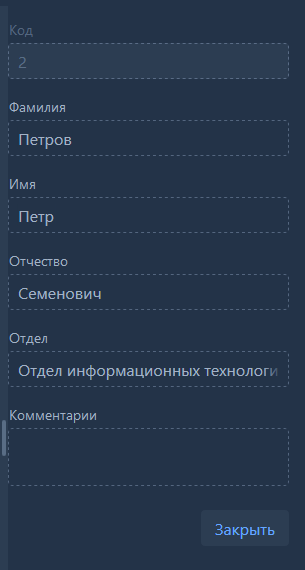 Код
2
Фамилия
Петров
Имя
Петр
Отчество
Семенович
Отдел
Отдел информационных технологи
Комментарии
Закрыть